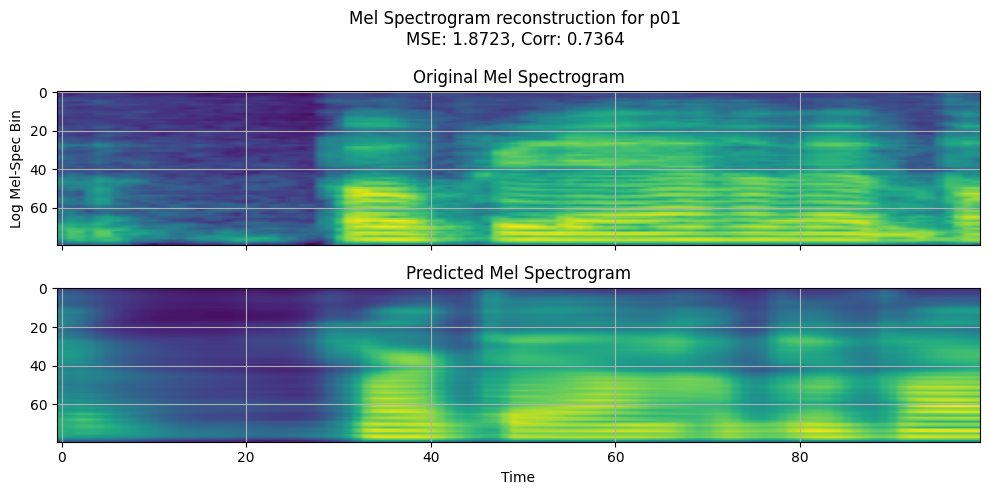 Mel Spectrogram reconstruction for p01
MSE: 1.8723, Corr: 0.7364
Original Mel Spectrogram
0
20
40
60
Log Mel-Spec Bin
Predicted Mel Spectrogram
0
20
40
60
0 20 40 60 80
Time